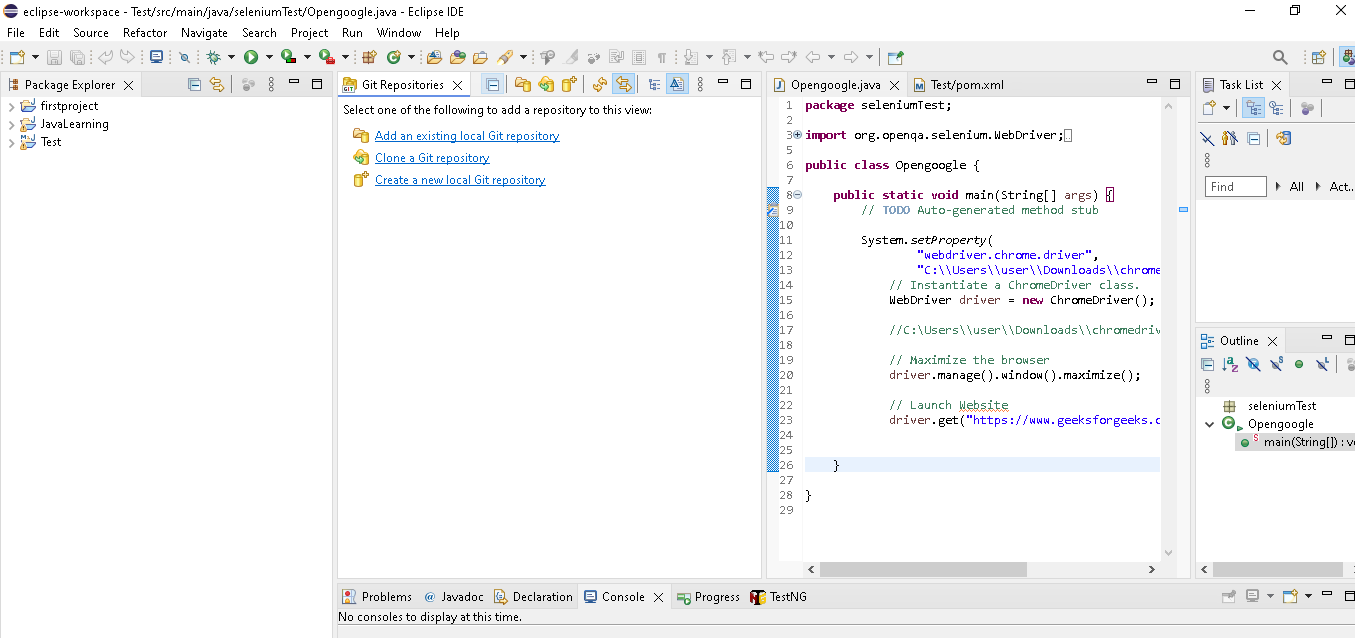 eclipse-workspace - Test/src/main/java/seleniumTest/Opengoogle.java - Eclipse IDE
File Edit Source Refactor Navigate Search Project Run Window Help
Package Explorer
firstproject
JavaLearning
Test
Git Repositories
Select one of the following to add a repository to this view:
Add an existing local Git repository
Clone a Git repository
Create a new local Git repository
Opengoogle.java Test/pom.xml
1 package seleniumTest;
2
3 import org.openqa.selenium.WebDriver;
5
6 public class Opengoogle {
7
8 public static void main(String[] args) {
9 // TODO Auto-generated method stub
10
11 System.setProperty(
12 "webdriver.chrome.driver",
13 "C:\\Users\\user\\Downloads\\chrome
14 // Instantiate a ChromeDriver class.
15 WebDriver driver = new ChromeDriver();
16
17 //C:\Users\\user\\Downloads\\chromedriv
18
19 // Maximize the browser
20 driver.manage().window().maximize();
21
22 // Launch Website
23 driver.get("https://www.geeksforgeeks.c
24
25
26 }
27
28 }
29
Task List
Find All Act...
Outline
seleniumTest
Opengoogle
main(String[]) : vo
Problems Javadoc Declaration Console Progress TestNG
No consoles to display at this time.